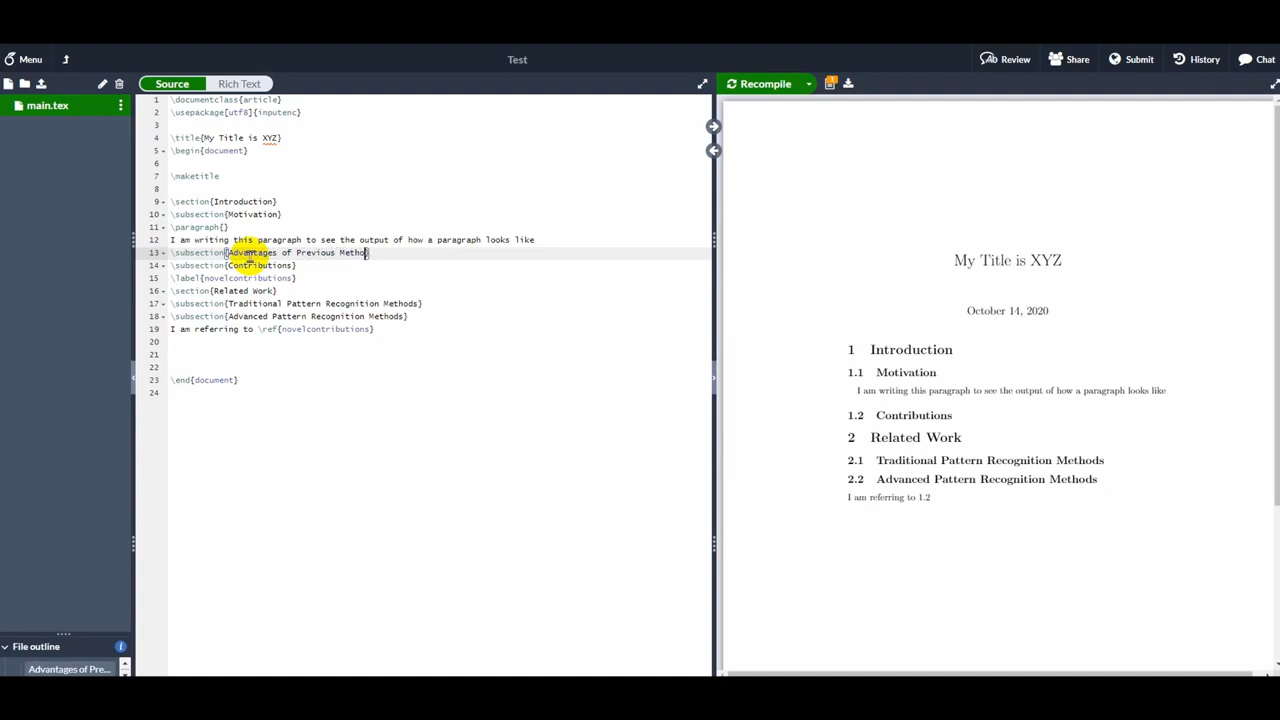 Menu
Test
Review
Share
Submit
History
Chat
Source
Rich Text
Recompile
1
main.tex
1 \documentclass{article}
2 \usepackage[utf8]{inputenc}
3
4 \title{My Title is XYZ}
5 \begin{document}
6
7 \maketitle
8
9 \section{Introduction}
10 \subsection{Motivation}
11 \paragraph{}
12 I am writing this paragraph to see the output of how a paragraph looks like
13 \subsection{Advantages of Previous Metho}
14 \subsection{Contributions}
15 \label{novelcontributions}
16 \section{Related Work}
17 \subsection{Traditional Pattern Recognition Methods}
18 \subsection{Advanced Pattern Recognition Methods}
19 I am referring to \ref{novelcontributions}
20
21
22
23 \end{document}
24
File outline
i
Advantages of Pre...
My Title is XYZ
October 14, 2020
1 Introduction
1.1 Motivation
I am writing this paragraph to see the output of how a paragraph looks like
1.2 Contributions
2 Related Work
2.1 Traditional Pattern Recognition Methods
2.2 Advanced Pattern Recognition Methods
I am referring to 1.2